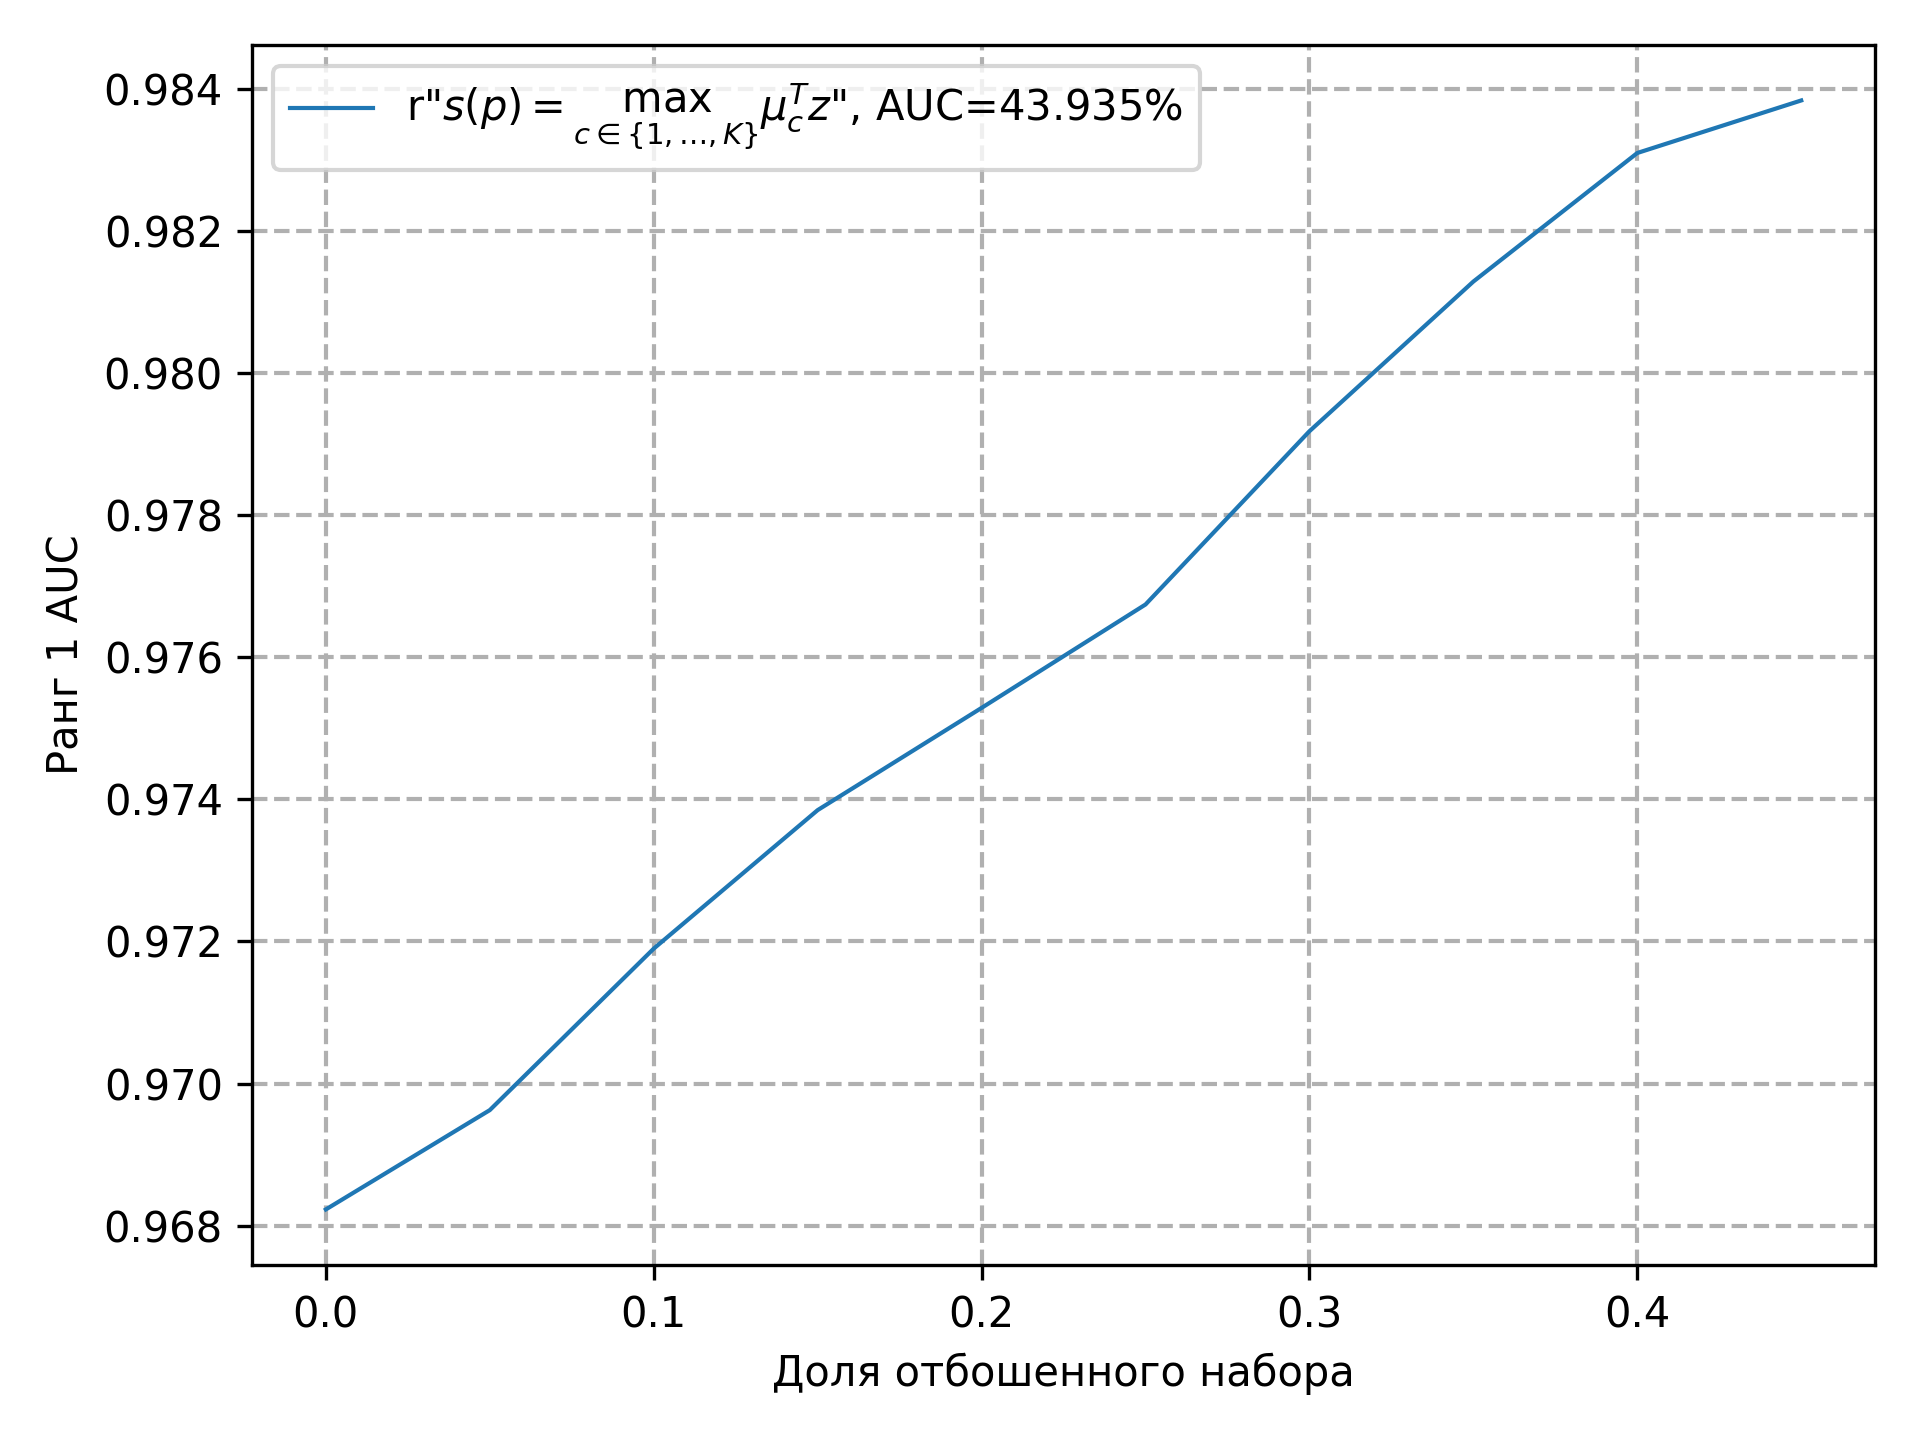 r"s(p) = max μ_c^T z", AUC=43.935%
c ∈ {1, ..., K}
0.984
0.982
0.980
0.978
0.976
0.974
0.972
0.970
0.968
Ранг 1 AUC
0.0 0.1 0.2 0.3 0.4
Доля отбошенного набора